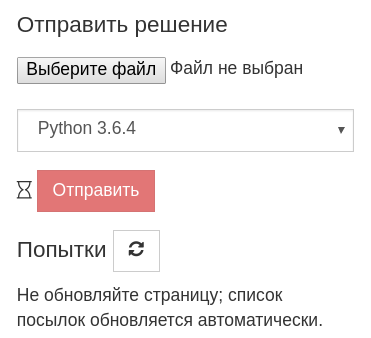 Отправить решение
Выберите файл Файл не выбран
Python 3.6.4
Отправить
Попытки
Не обновляйте страницу; список
посылок обновляется автоматически.